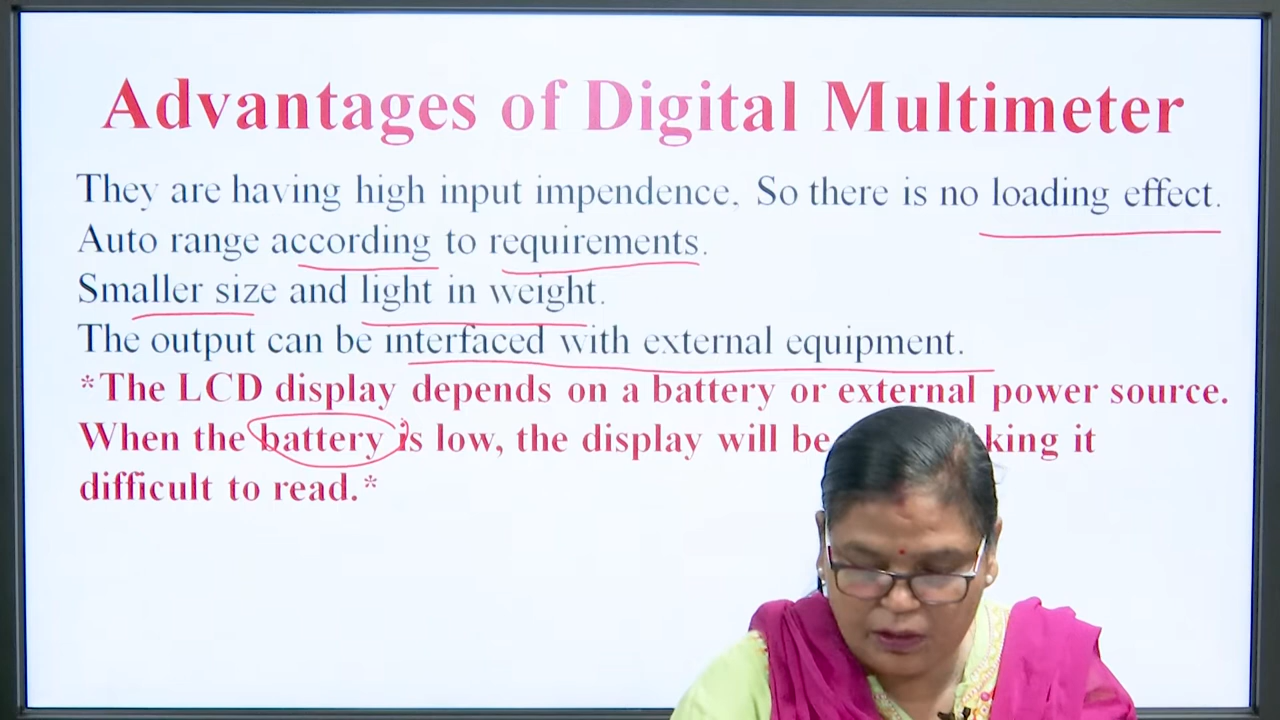 Advantages of Digital Multimeter
They are having high input impendence. So there is no loading effect.
Auto range according to requirements.
Smaller size and light in weight.
The output can be interfaced with external equipment.
*The LCD display depends on a battery or external power source.
When the battery is low, the display will be it
difficult to read.*